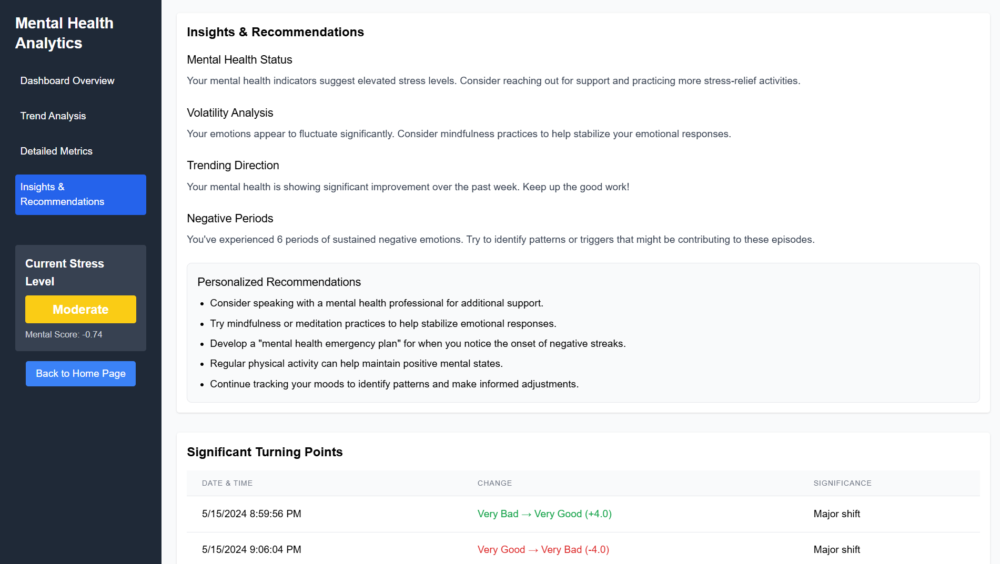 Mental Health
Analytics
Dashboard Overview
Trend Analysis
Detailed Metrics
Insights &
Recommendations
Current Stress
Level
Moderate
Mental Score: -0.74
Back to Home Page
Insights & Recommendations
Mental Health Status
Your mental health indicators suggest elevated stress levels. Consider reaching out for support and practicing more stress-relief activities.
Volatility Analysis
Your emotions appear to fluctuate significantly. Consider mindfulness practices to help stabilize your emotional responses.
Trending Direction
Your mental health is showing significant improvement over the past week. Keep up the good work!
Negative Periods
You've experienced 6 periods of sustained negative emotions. Try to identify patterns or triggers that might be contributing to these episodes.
Personalized Recommendations
• Consider speaking with a mental health professional for additional support.
• Try mindfulness or meditation practices to help stabilize emotional responses.
• Develop a "mental health emergency plan" for when you notice the onset of negative streaks.
• Regular physical activity can help maintain positive mental states.
• Continue tracking your moods to identify patterns and make informed adjustments.
Significant Turning Points
DATE & TIME CHANGE SIGNIFICANCE
5/15/2024 8:59:56 PM Very Bad → Very Good (+4.0) Major shift
5/15/2024 9:06:04 PM Very Good → Very Bad (-4.0) Major shift